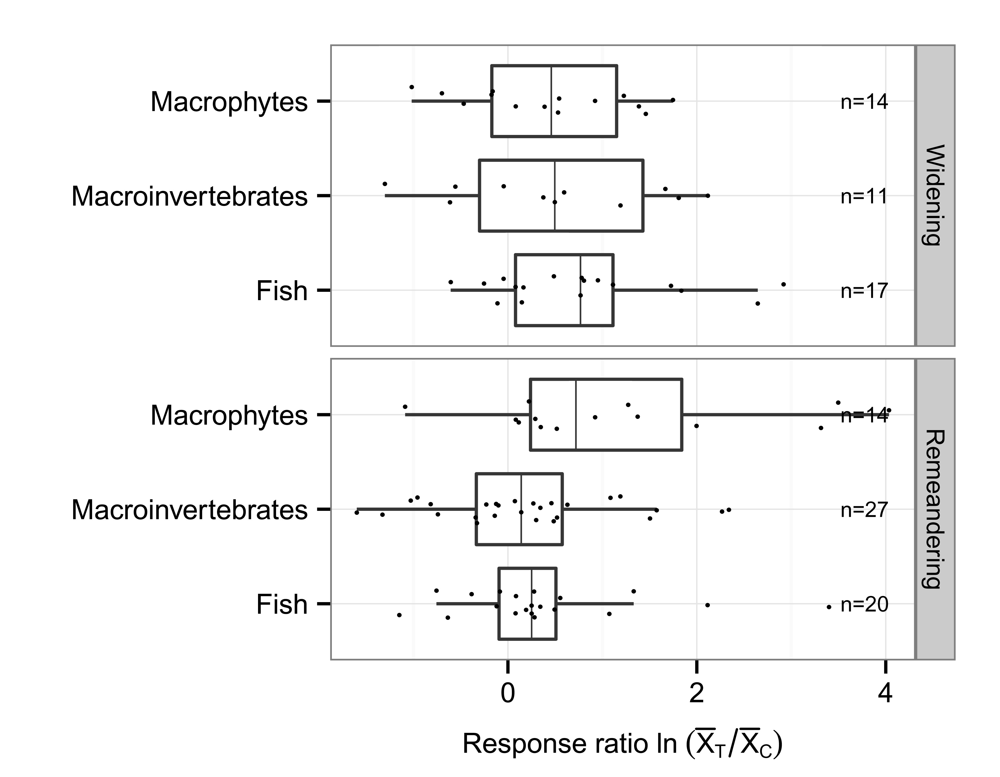 Macrophytes
n=14
Macroinvertebrates
n=11
Fish
n=17
Widening
Macrophytes
n=14
Macroinvertebrates
n=27
Fish
n=20
Remeandering
0 2 4
Response ratio ln (X̅T/X̅C)